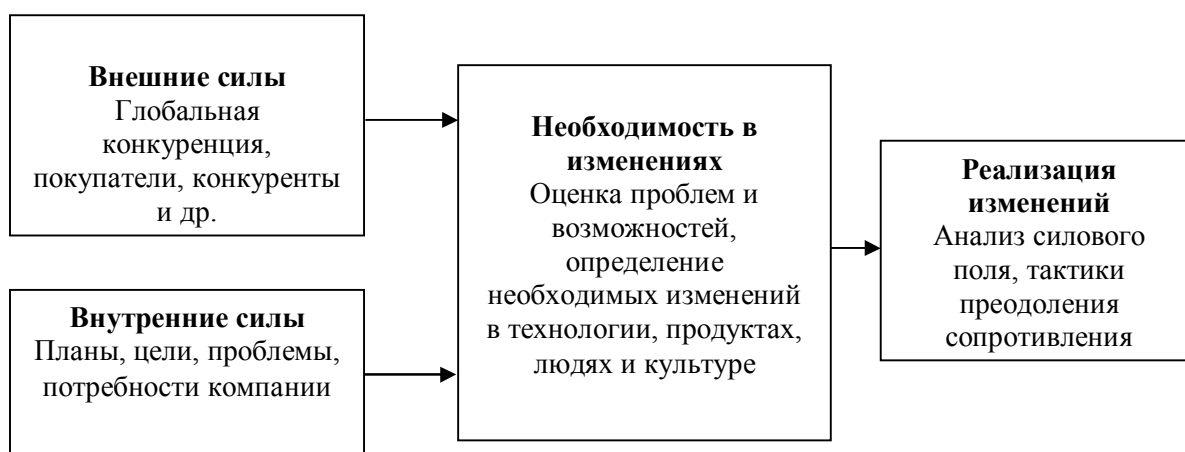 Внешние силы
Глобальная
конкуренция,
покупатели, конкуренты
и др.
Внутренние силы
Планы, цели, проблемы,
потребности компании
Необходимость в
изменениях
Оценка проблем и
возможностей,
определение
необходимых изменений
в технологии, продуктах,
людях и культуре
Реализация
изменений
Анализ силового
поля, тактики
преодоления
сопротивления